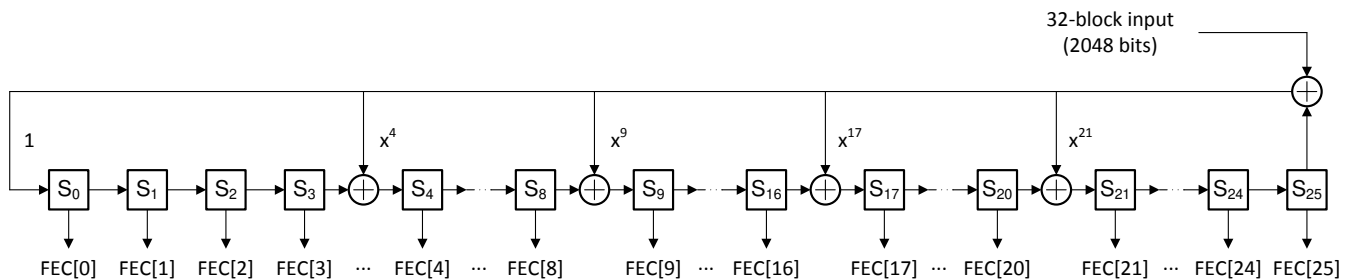 32-block input
(2048 bits)
1
x⁴
x⁹
x¹⁷
x²¹
S₀ S₁ S₂ S₃ S₄ S₈ S₉ S₁₆ S₁₇ S₂₀ S₂₁ S₂₄ S₂₅
FEC[0] FEC[1] FEC[2] FEC[3] ... FEC[4] ... FEC[8] FEC[9] ... FEC[16] FEC[17] ... FEC[20] FEC[21] ... FEC[24] FEC[25]